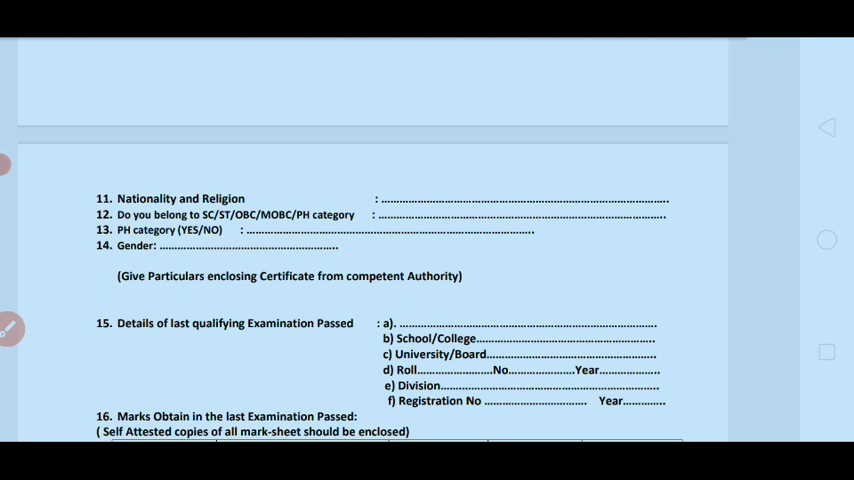 11. Nationality and Religion : ................................................................................................
12. Do you belong to SC/ST/OBC/MOBC/PH category : ................................................................................................
13. PH category (YES/NO) : ................................................................................................
14. Gender: ............................................................
(Give Particulars enclosing Certificate from competent Authority)
15. Details of last qualifying Examination Passed : a). ......................................................................................
b) School/College............................................................
c) University/Board.........................................................
d) Roll.........................No......................Year....................
e) Division.........................................................................
f) Registration No .................................. Year..............
16. Marks Obtain in the last Examination Passed:
( Self Attested copies of all mark-sheet should be enclosed)